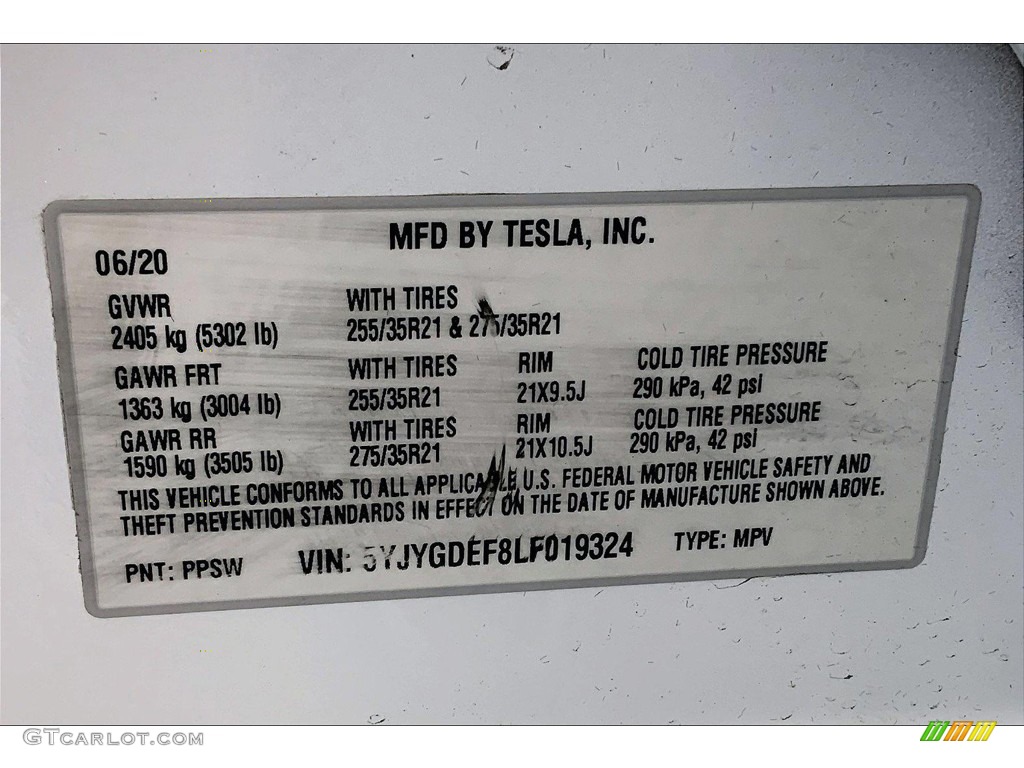 MFD BY TESLA, INC.
06/20
GVWR WITH TIRES
2405 kg (5302 lb) 255/35R21 & 275/35R21
GAWR FRT WITH TIRES RIM COLD TIRE PRESSURE
1363 kg (3004 lb) 255/35R21 21X9.5J 290 kPa, 42 psi
GAWR RR WITH TIRES RIM COLD TIRE PRESSURE
1590 kg (3505 lb) 275/35R21 21X10.5J 290 kPa, 42 psi
THIS VEHICLE CONFORMS TO ALL APPLICABLE U.S. FEDERAL MOTOR VEHICLE SAFETY AND
THEFT PREVENTION STANDARDS IN EFFECT ON THE DATE OF MANUFACTURE SHOWN ABOVE.
PNT: PPSW VIN: 5YJYGDEF8LF019324 TYPE: MPV
GTCARLOT.COM